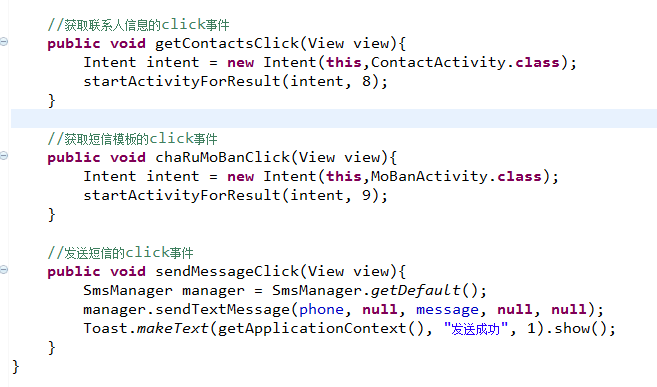 //获取联系人信息的click事件
public void getContactsClick(View view){
Intent intent = new Intent(this,ContactActivity.class);
startActivityForResult(intent, 8);
}
//获取短信模板的click事件
public void chaRuMoBanClick(View view){
Intent intent = new Intent(this,MoBanActivity.class);
startActivityForResult(intent, 9);
}
//发送短信的click事件
public void sendMessageClick(View view){
SmsManager manager = SmsManager.getDefault();
manager.sendTextMessage(phone, null, message, null, null);
Toast.makeText(getApplicationContext(), "发送成功", 1).show();
}
}